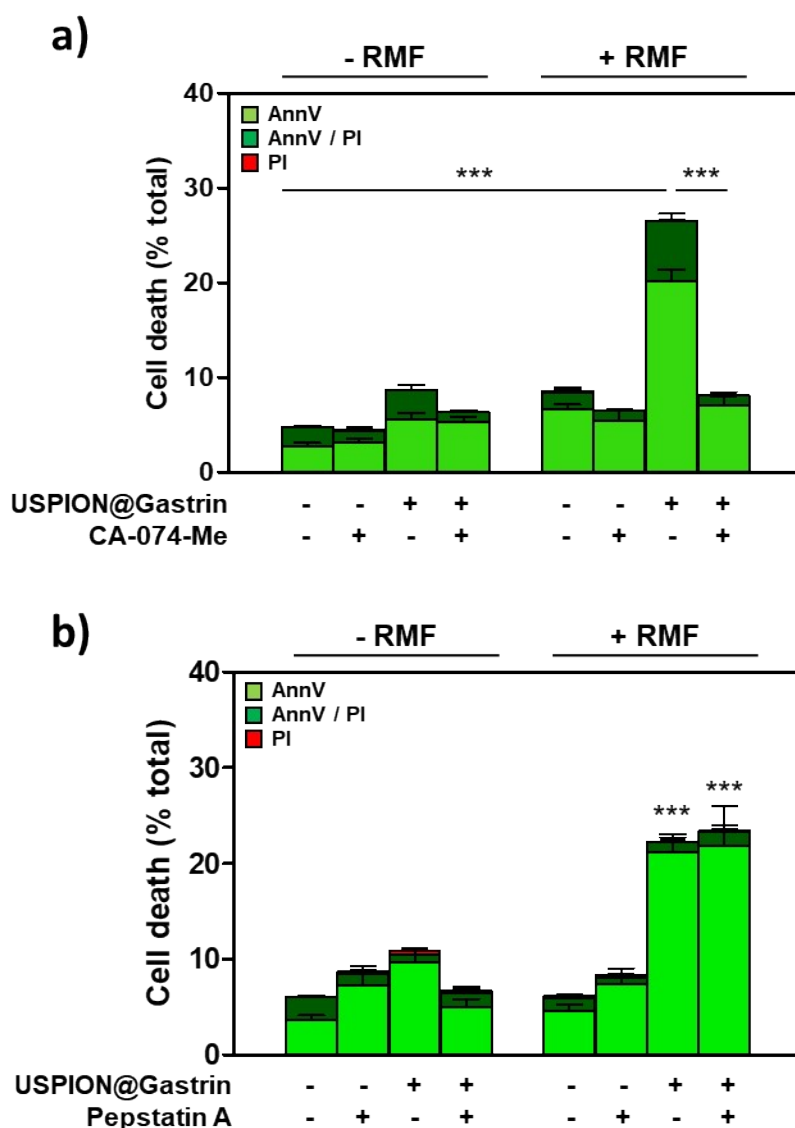 a)
- RMF + RMF
40
30
20
10
0
Cell death (% total)
AnnV
AnnV / PI
PI
*** ***
USPION@Gastrin - - + + - - + +
CA-074-Me - + - + - + - +
b)
- RMF + RMF
40
30
20
10
0
Cell death (% total)
AnnV
AnnV / PI
PI
*** ***
USPION@Gastrin - - + + - - + +
Pepstatin A - + - + - + - +